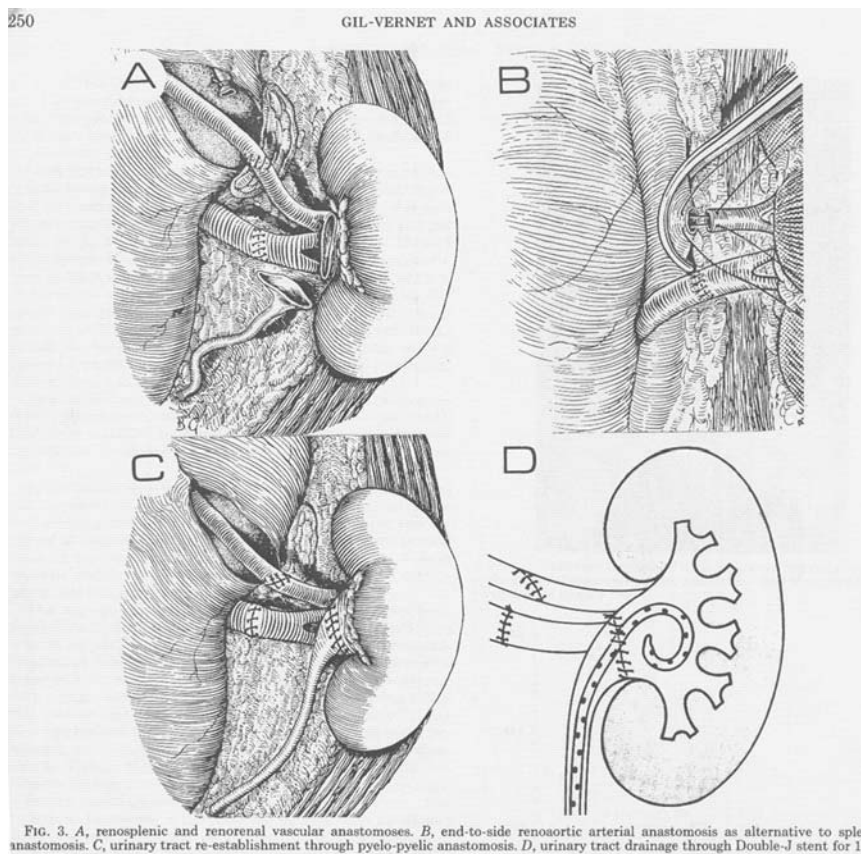 250
GIL-VERNET AND ASSOCIATES
A
B
C
D
FIG. 3. A, renosplenic and renorenal vascular anastomoses. B, end-to-side renoaortic arterial anastomosis as alternative to sple
anastomosis. C, urinary tract re-establishment through pyelo-pyelic anastomosis. D, urinary tract drainage through Double-J stent for 1